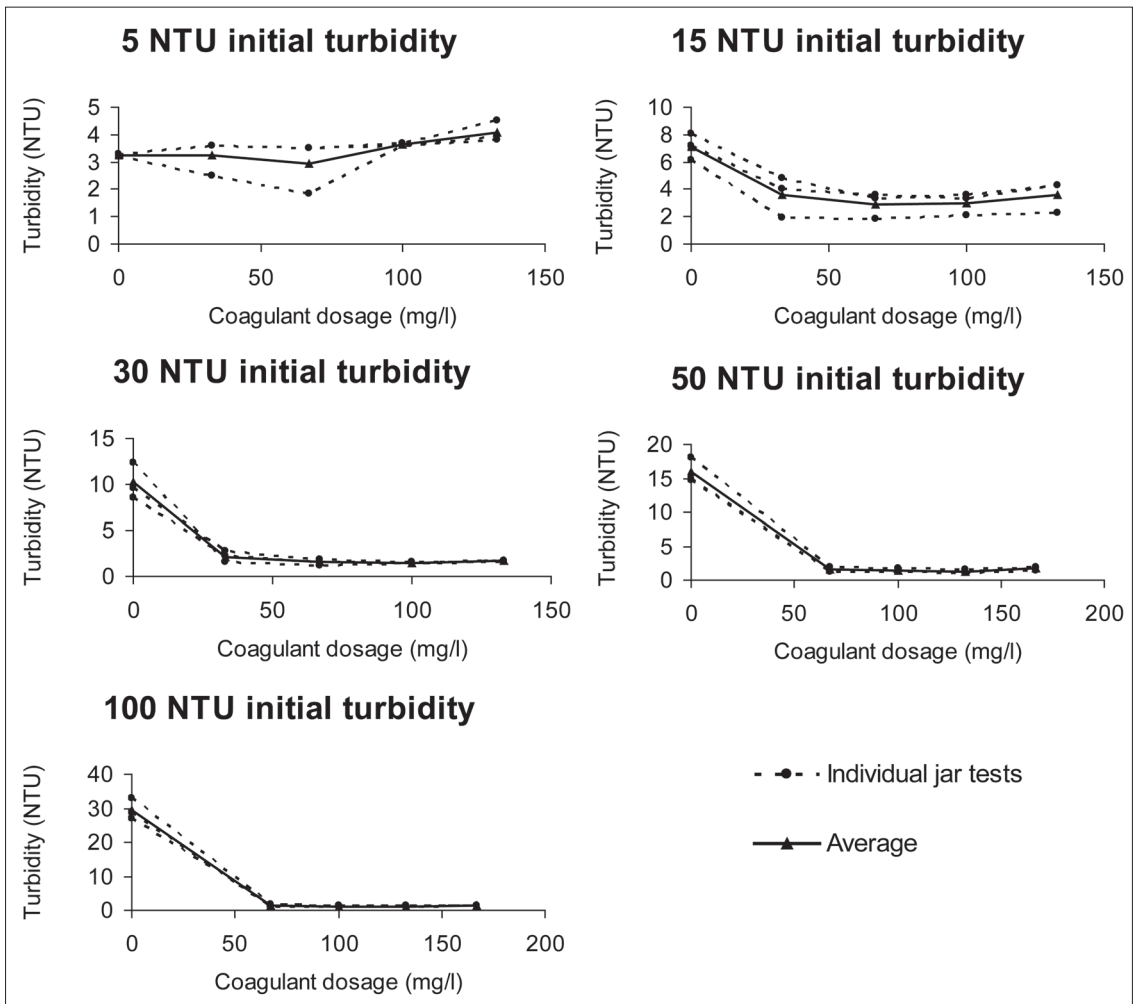 5 NTU initial turbidity
Turbidity (NTU)
5
4
3
2
1
0
0 50 100 150
Coagulant dosage (mg/l)
15 NTU initial turbidity
Turbidity (NTU)
10
8
6
4
2
0
0 50 100 150
Coagulant dosage (mg/l)
30 NTU initial turbidity
Turbidity (NTU)
15
10
5
0
0 50 100 150
Coagulant dosage (mg/l)
50 NTU initial turbidity
Turbidity (NTU)
20
15
10
5
0
0 50 100 150 200
Coagulant dosage (mg/l)
100 NTU initial turbidity
Turbidity (NTU)
40
30
20
10
0
0 50 100 150 200
Coagulant dosage (mg/l)
Individual jar tests
Average